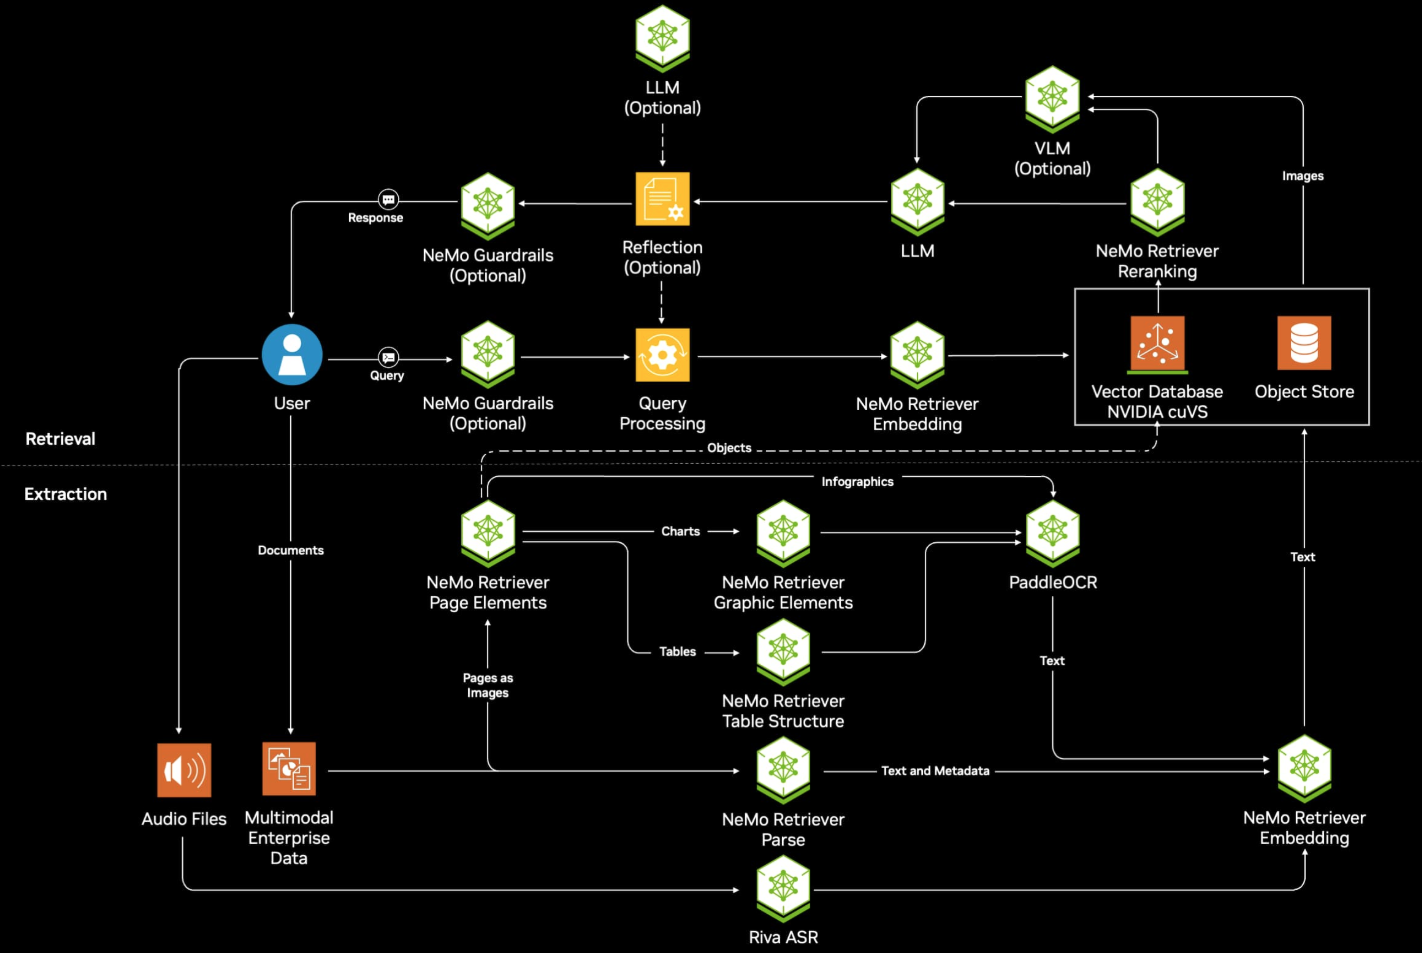 LLM
(Optional)
VLM
(Optional)
Images
Response
NeMo Guardrails
(Optional)
Reflection
(Optional)
LLM
NeMo Retriever
Reranking
User
Query
NeMo Guardrails
(Optional)
Query
Processing
NeMo Retriever
Embedding
Vector Database
NVIDIA cuVS
Object Store
Retrieval
Objects
Extraction
Infographics
Documents
Charts
Text
NeMo Retriever
Page Elements
NeMo Retriever
Graphic Elements
PaddleOCR
Tables
Text
Pages as
Images
NeMo Retriever
Table Structure
Text and Metadata
Audio Files
Multimodal
Enterprise
Data
NeMo Retriever
Parse
NeMo Retriever
Embedding
Riva ASR